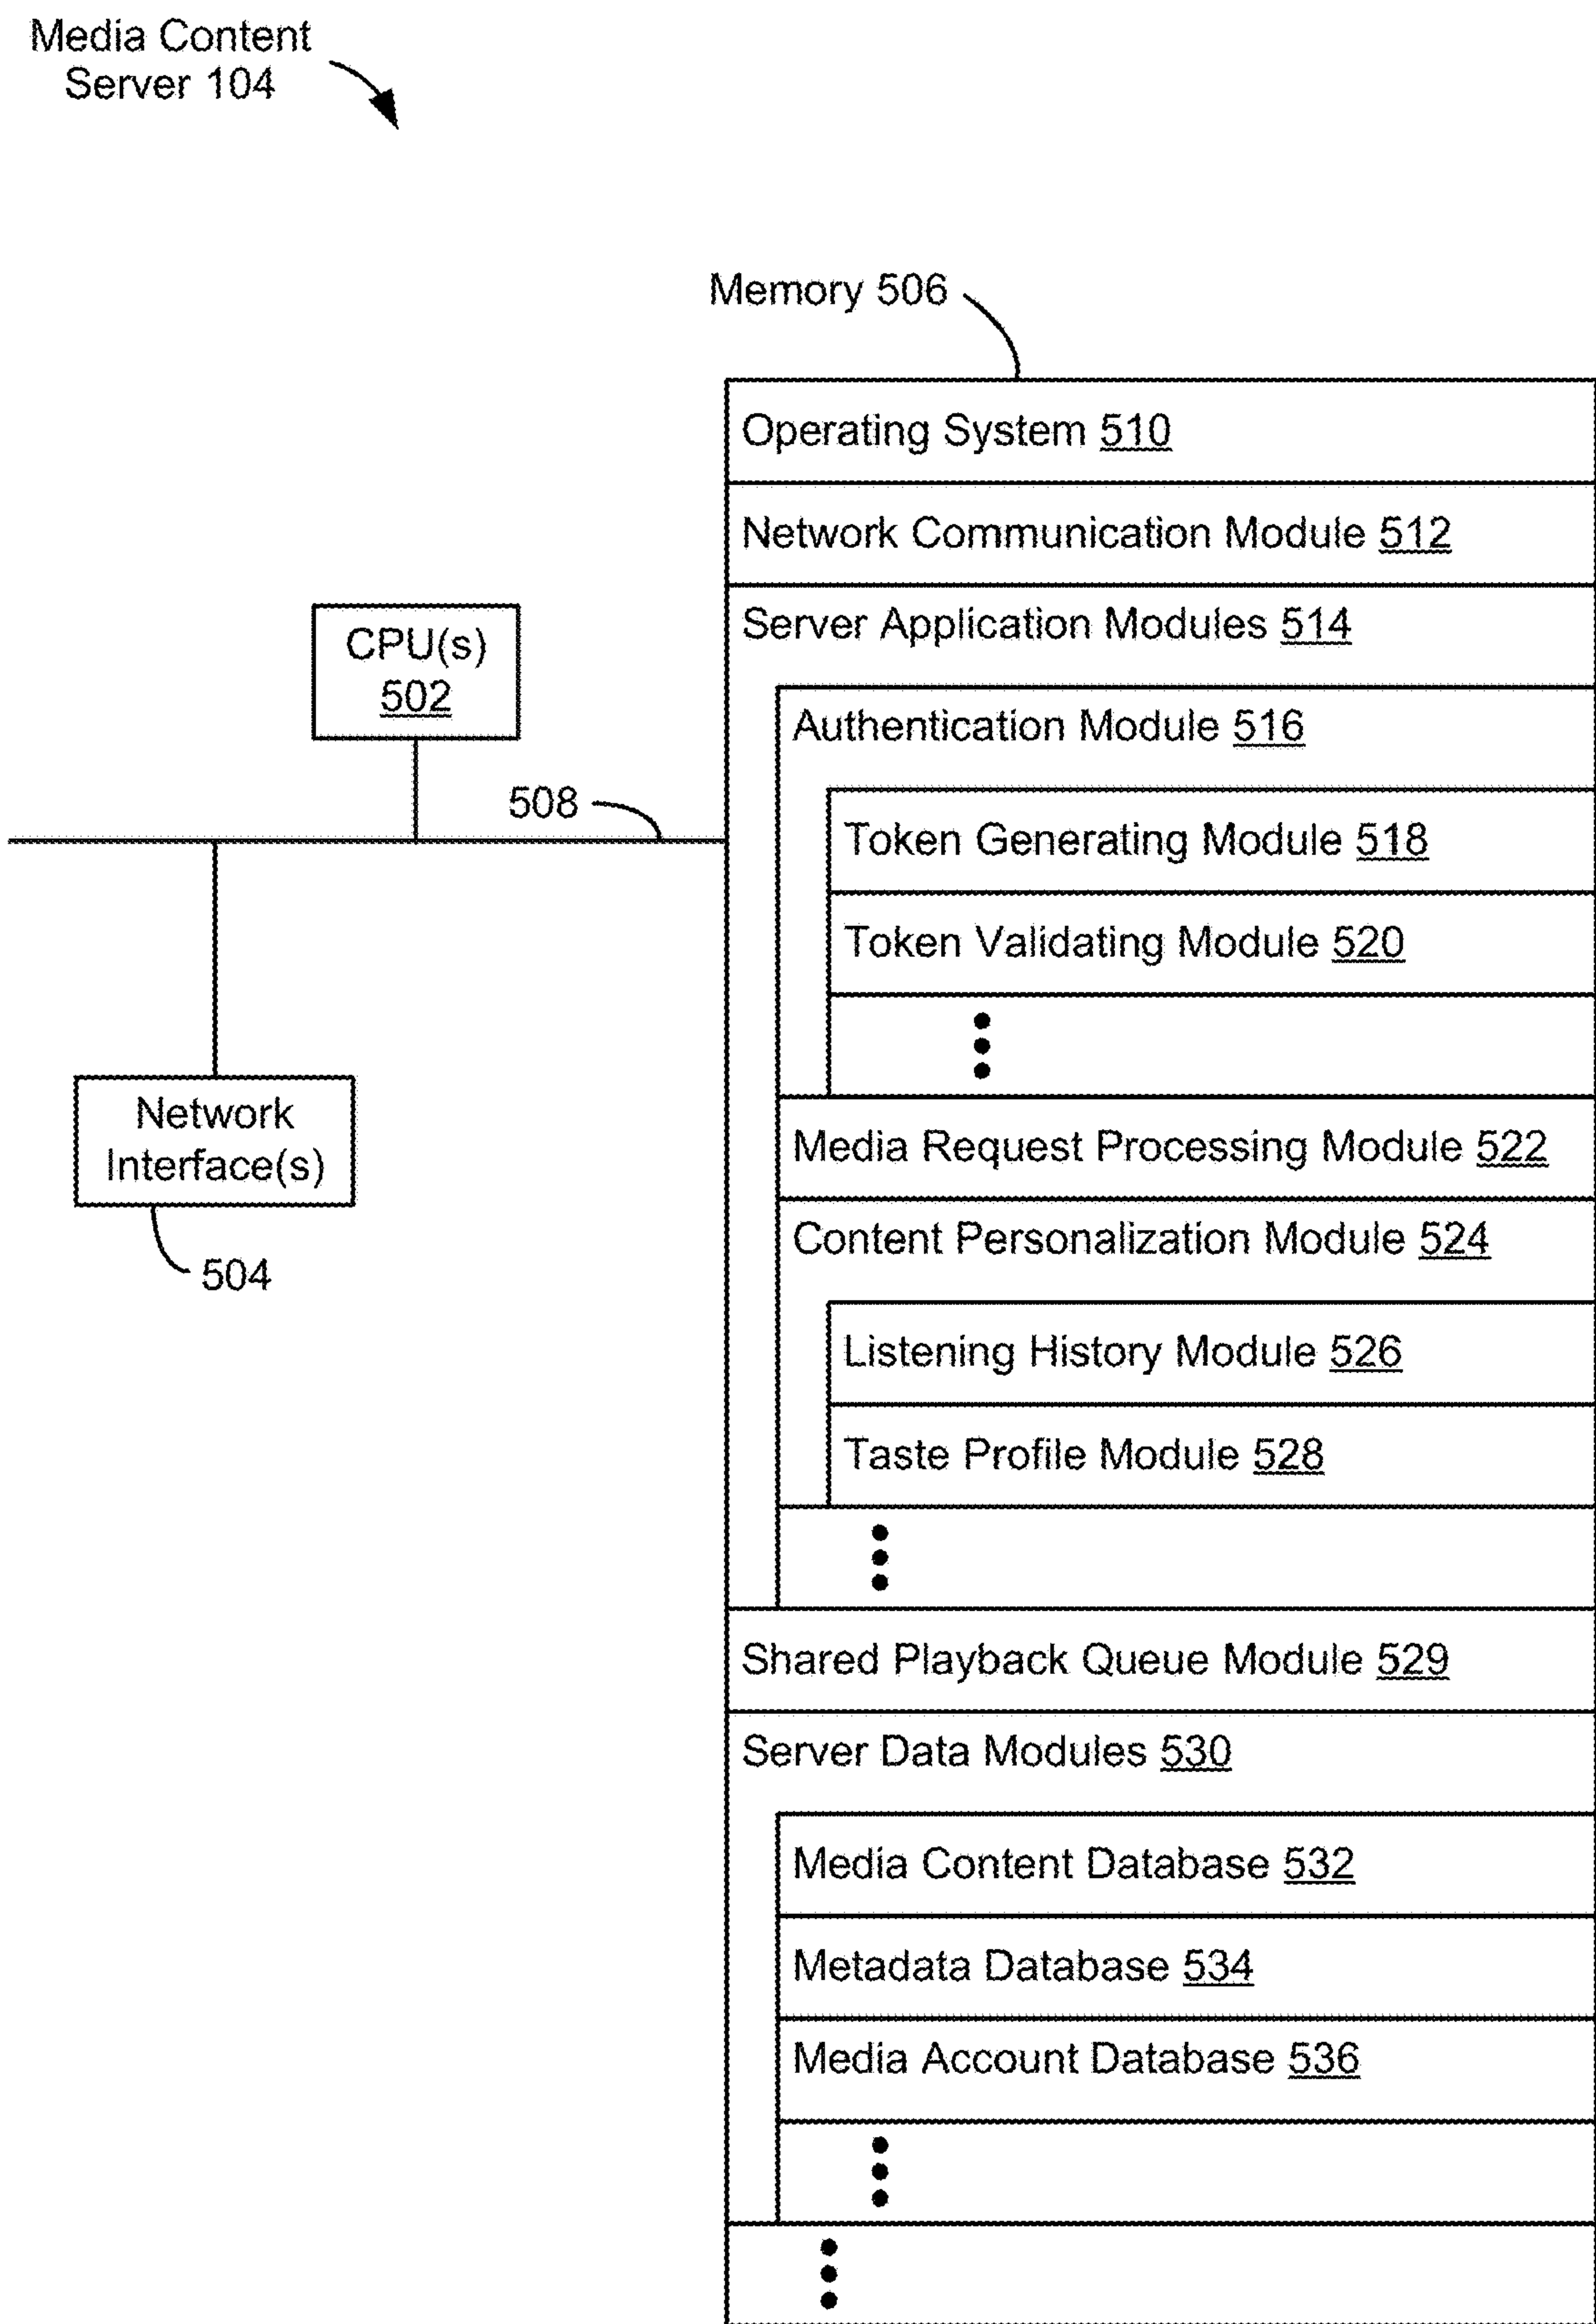 Media Content
Server 104
Memory 506
Operating System 510
Network Communication Module 512
Server Application Modules 514
CPU(s)
502
Authentication Module 516
508
Token Generating Module 518
Token Validating Module 520
Network
Interface(s)
504
Media Request Processing Module 522
Content Personalization Module 524
Listening History Module 526
Taste Profile Module 528
Shared Playback Queue Module 529
Server Data Modules 530
Media Content Database 532
Metadata Database 534
Media Account Database 536